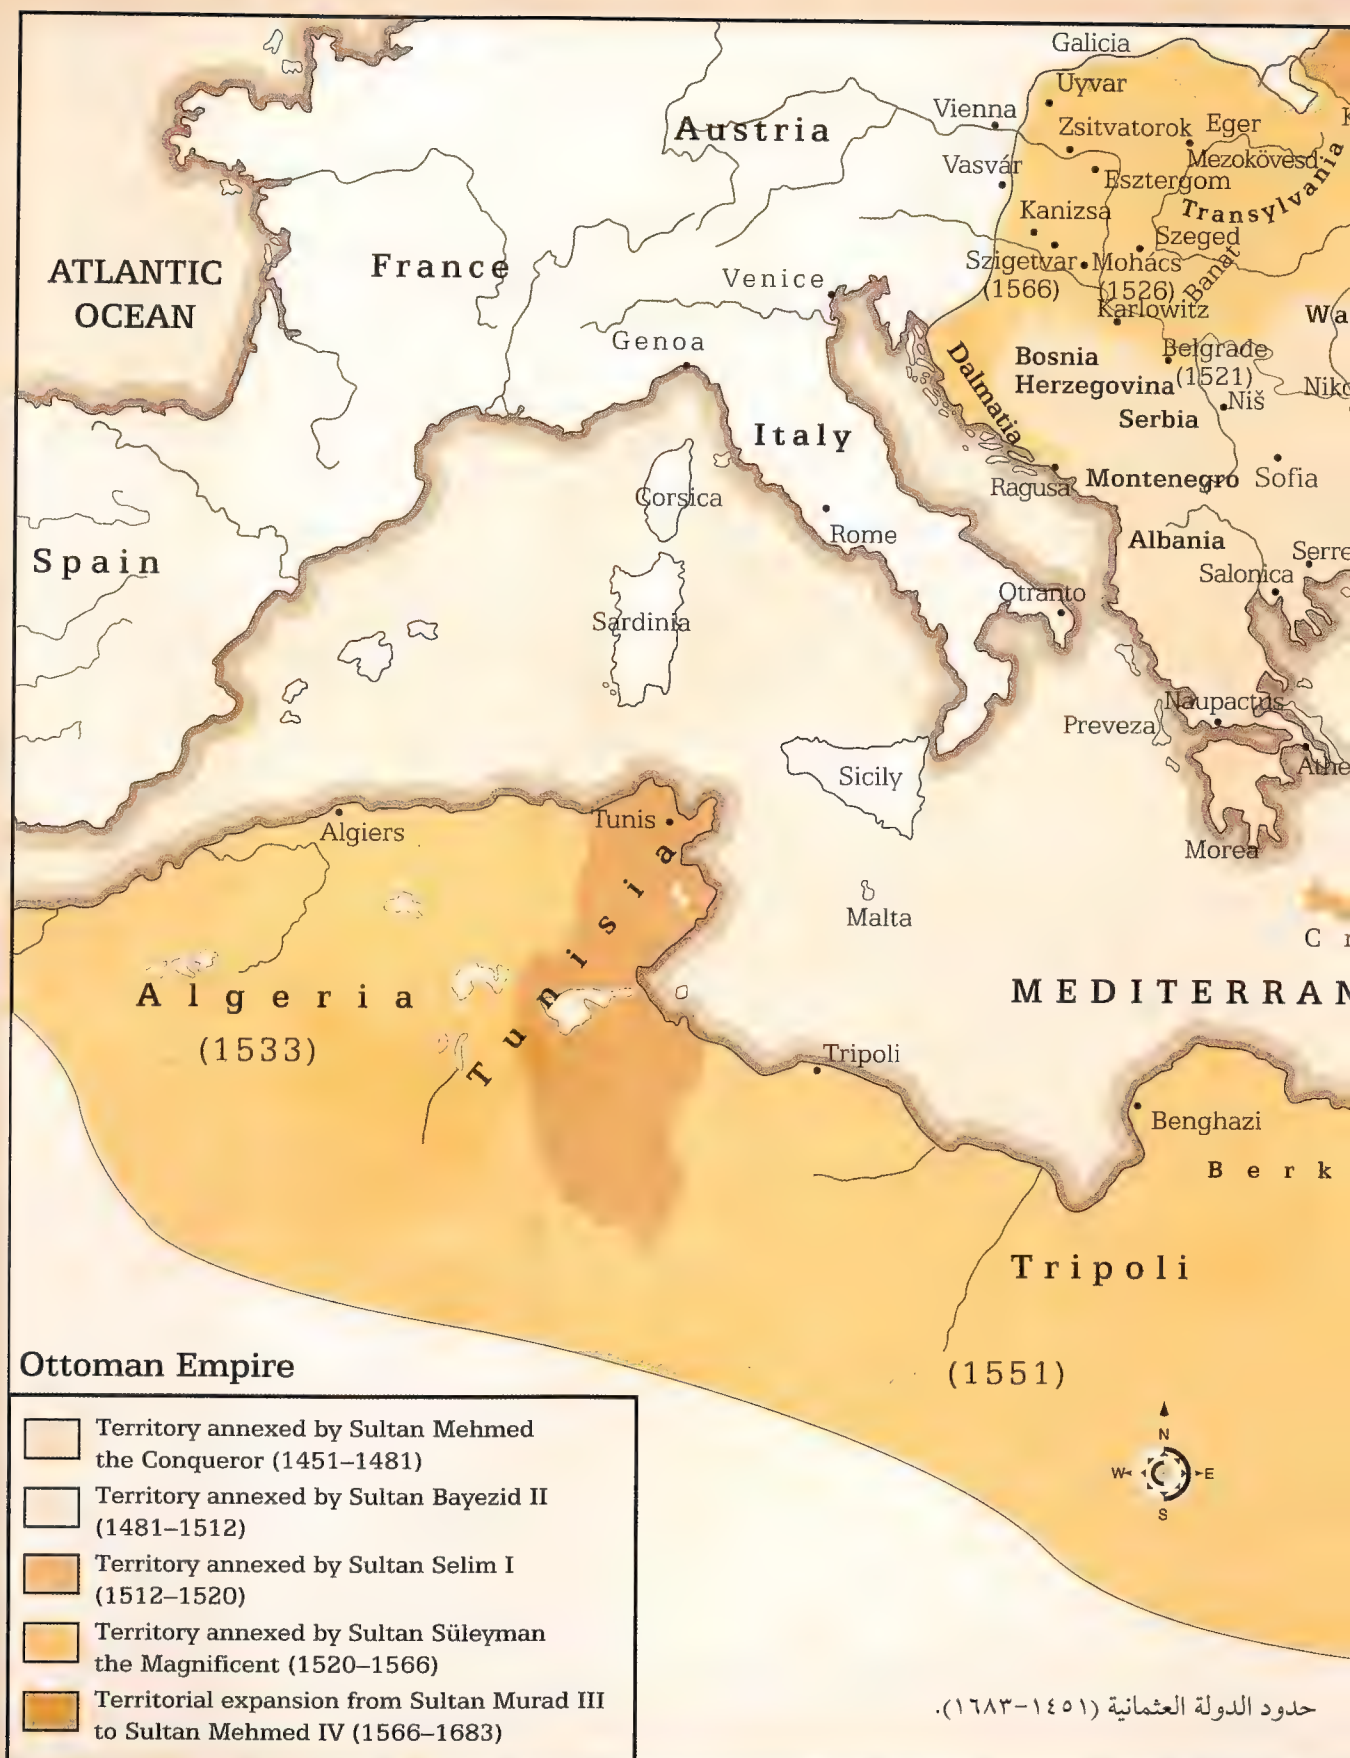 Galicia
Uyvar
Vienna
Zsitvatorok
Eger
Austria
Vasvár
Mezokövesd
Esztergom
Transylvania
Kanizsa
Szeged
ATLANTIC
OCEAN
France
Venice
Szigetvar
(1566)
Mohács
(1526)
Banat
Karlowitz
Wa
Genoa
Dalmatia
Bosnia
Herzegovina
Belgrade
(1521)
Niš
Niko
Serbia
Italy
Corsica
Ragusa
Montenegro
Sofia
Rome
Albania
Spain
Serre
Salonica
Otranto
Sardinia
Naupactus
Preveza
Sicily
Athe
Tunis
Algiers
Morea
Malta
Tunisia
Algeria
(1533)
MEDITERRAN
Tripoli
Benghazi
Berk
Tripoli
(1551)
N
W
E
S
Ottoman Empire
Territory annexed by Sultan Mehmed
the Conqueror (1451–1481)
Territory annexed by Sultan Bayezid II
(1481–1512)
Territory annexed by Sultan Selim I
(1512–1520)
Territory annexed by Sultan Süleyman
the Magnificent (1520–1566)
Territorial expansion from Sultan Murad III
to Sultan Mehmed IV (1566–1683)
حدود الدولة العثمانية (١٤٥١-١٦٨٣).